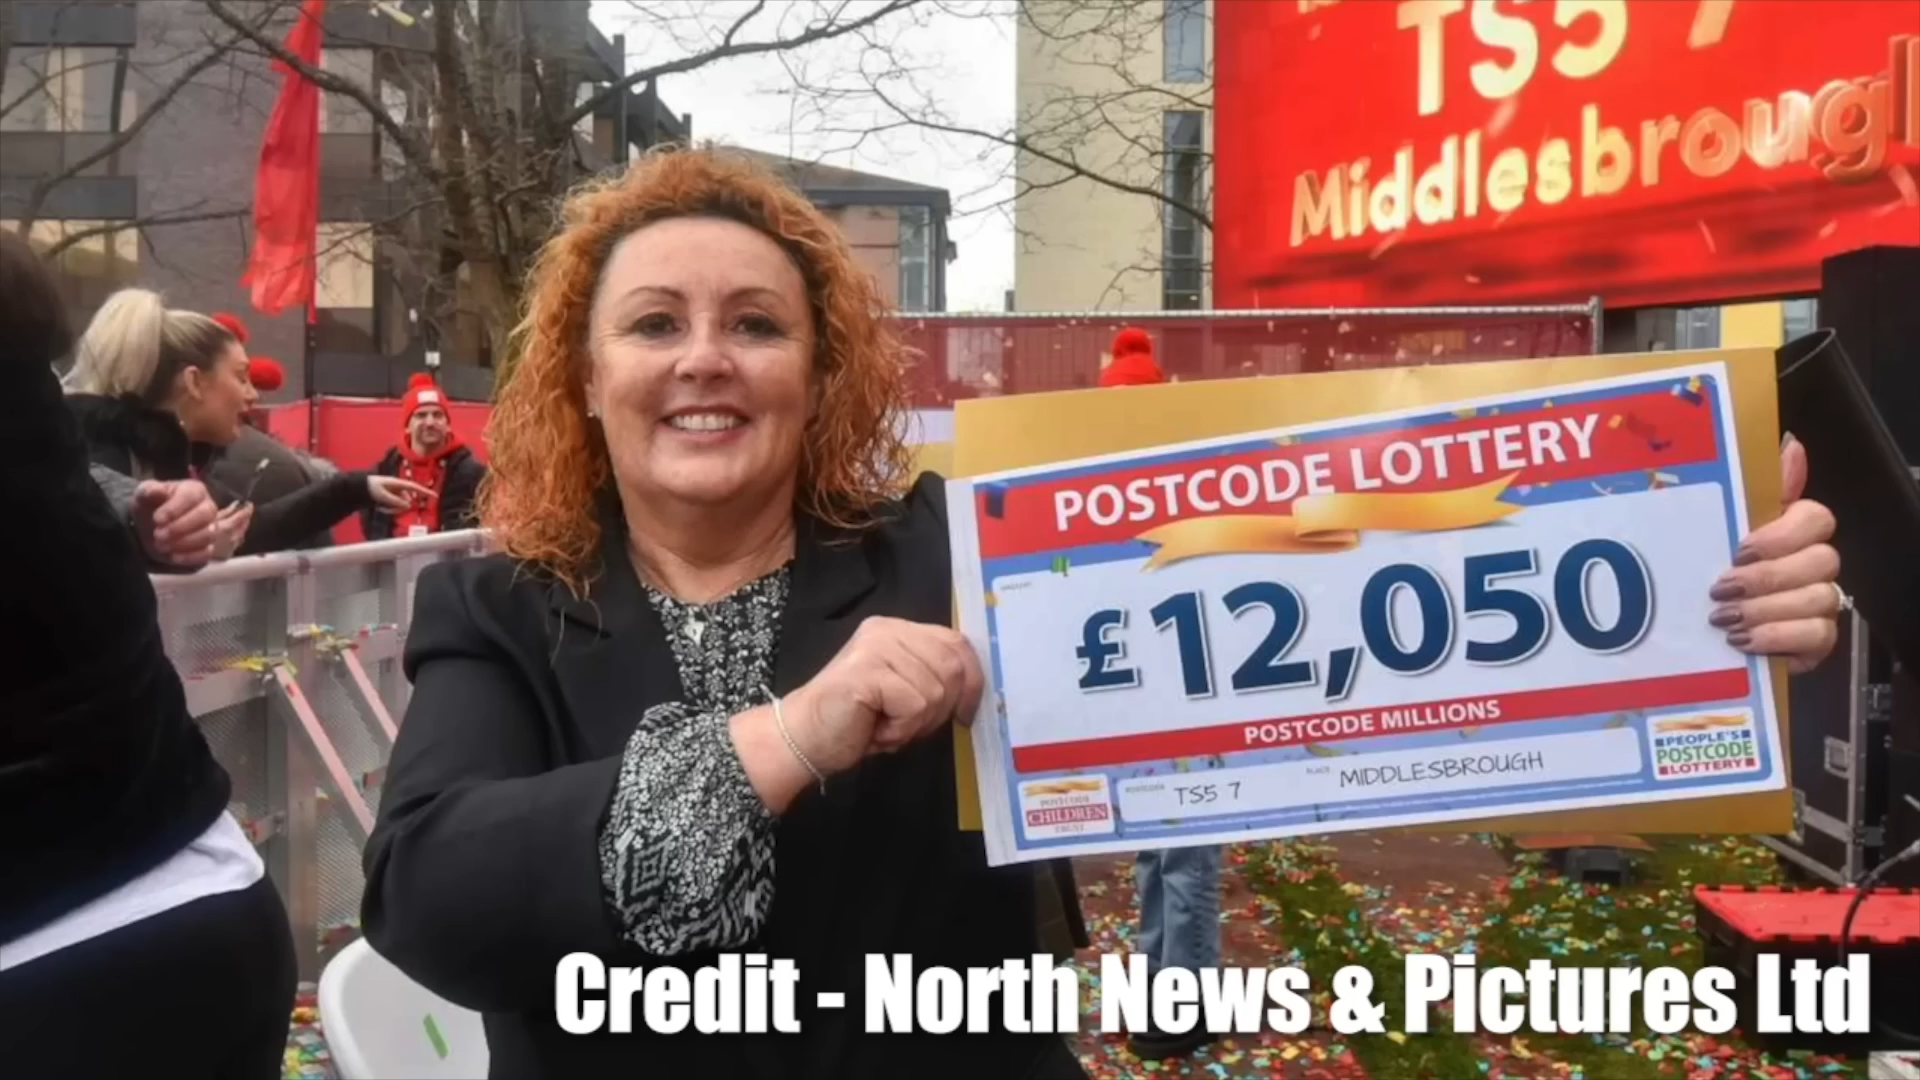 TS5 7
Middlesbrough
POSTCODE LOTTERY
£12,050
POSTCODE MILLIONS
TS5 7
PLACE
MIDDLESBROUGH
POSTCODE
CHILDREN
TRUST
PEOPLE'S
POSTCODE
LOTTERY
Credit - North News & Pictures Ltd